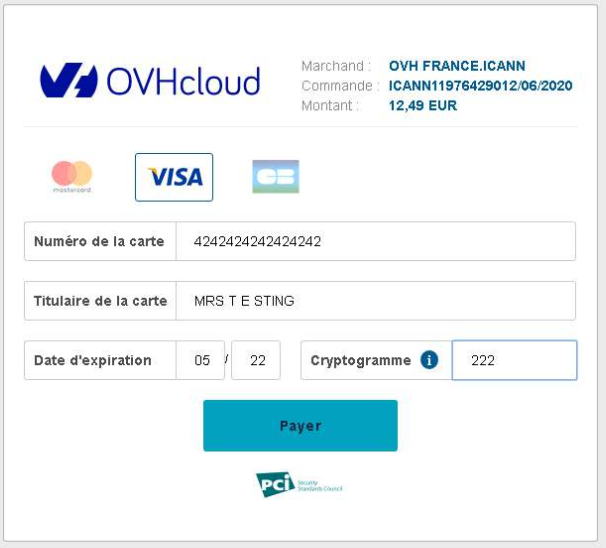 OVHcloud
Marchand : OVH FRANCE.ICANN
Commande : ICANN11976429012/06/2020
Montant : 12,49 EUR
mastercard VISA CB
Numéro de la carte 4242424242424242
Titulaire de la carte MRS T E STING
Date d'expiration 05 / 22 Cryptogramme i 222
Payer
PCI Security
Standards Council